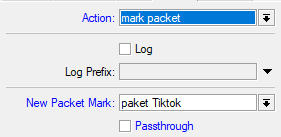 Action: mark packet
Log
Log Prefix:
New Packet Mark: paket Tiktok
Passthrough